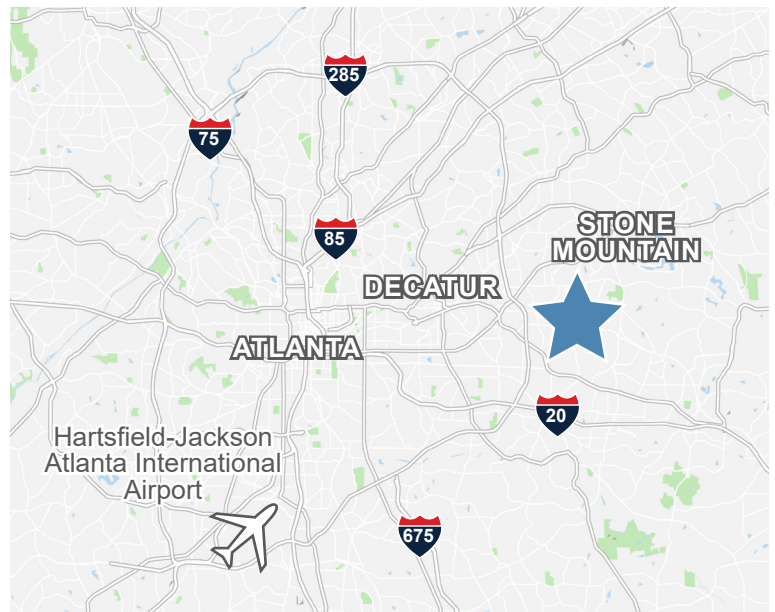 285
75
85
STONE
MOUNTAIN
DECATUR
ATLANTA
20
Hartsfield-Jackson
Atlanta International
Airport
675